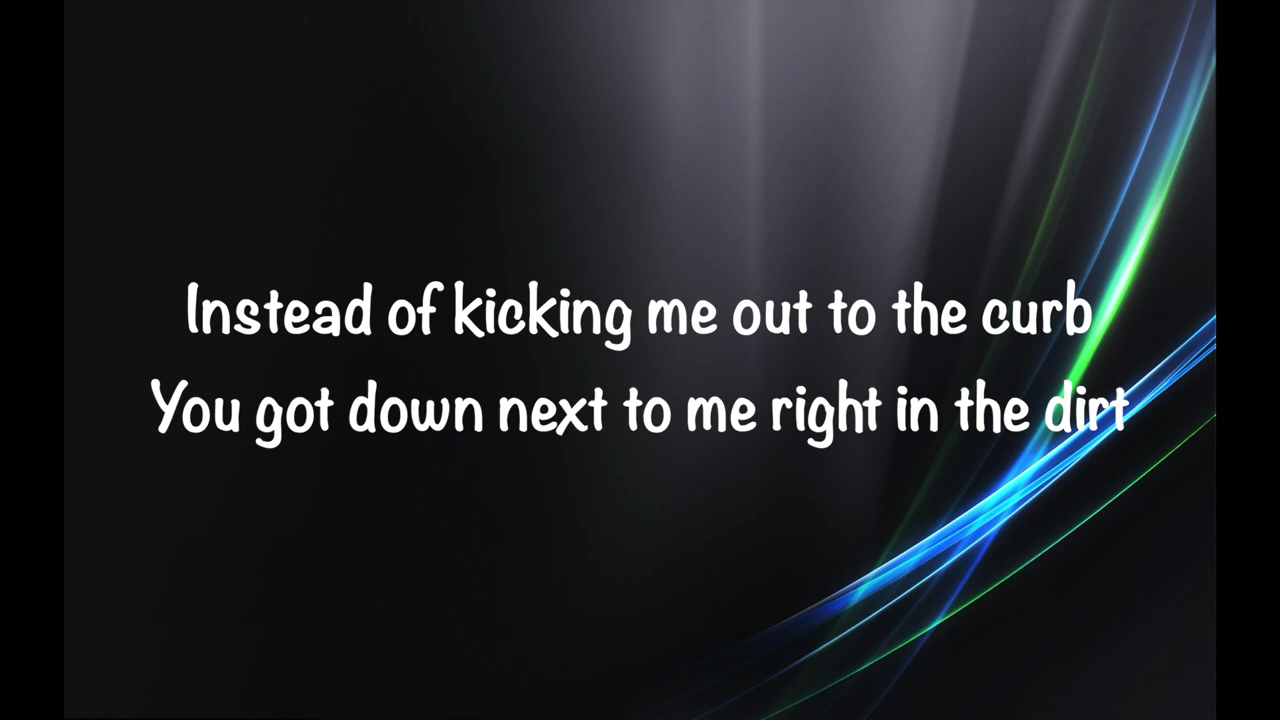 Instead of kicking me out to the curb
You got down next to me right in the dirt